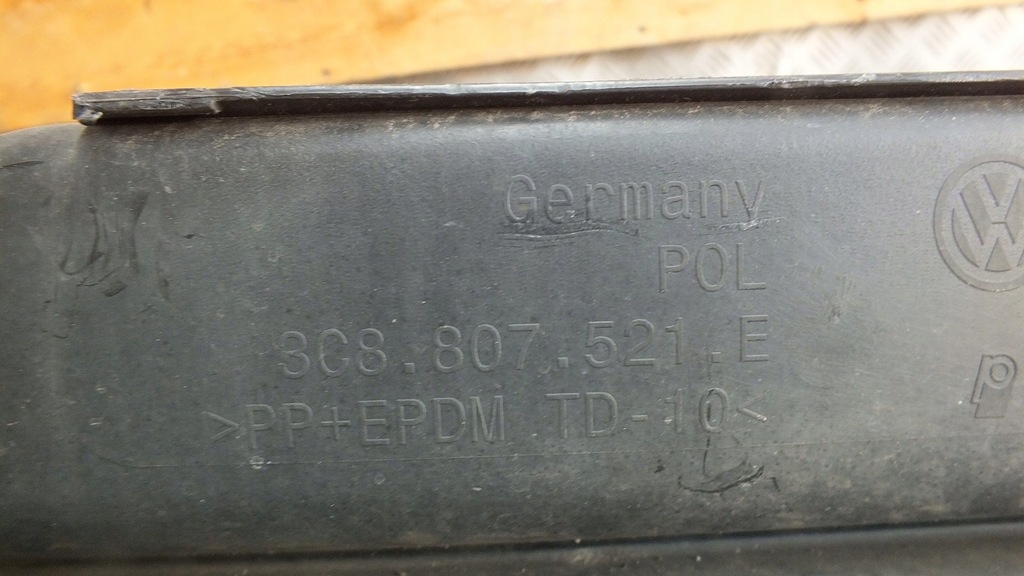 Germany
POL
3C8.807.521.E
>PP+EPDM TD-10<